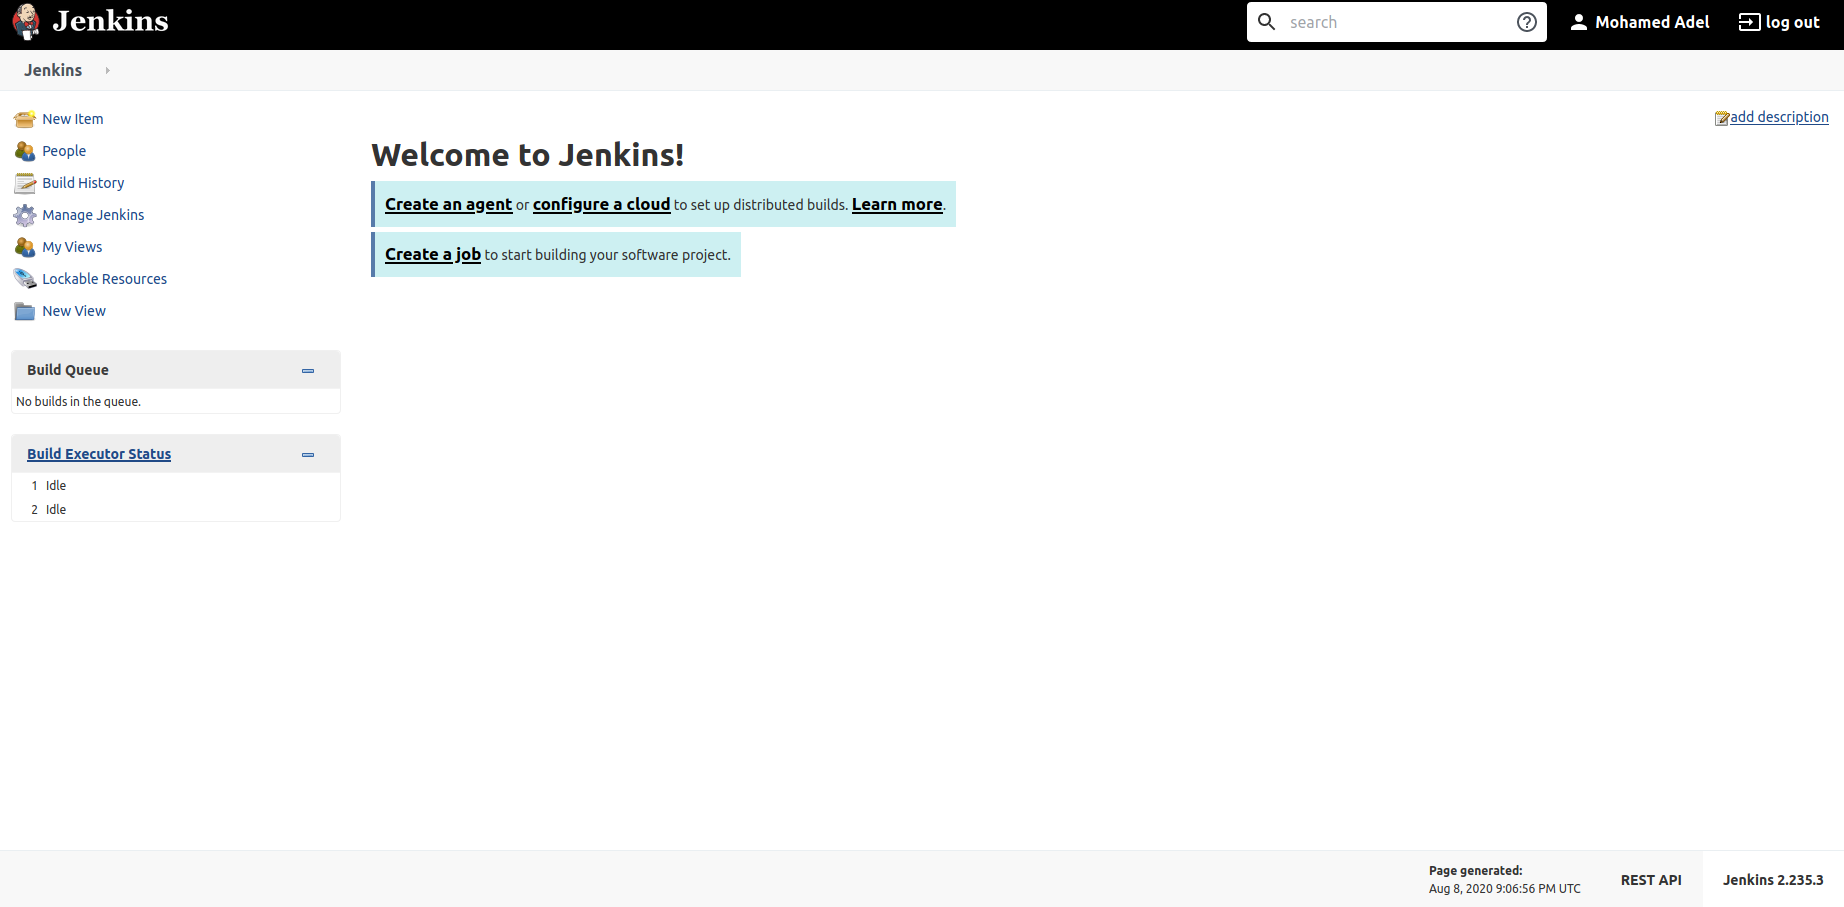 Jenkins
search
Mohamed Adel
log out
Jenkins
New Item
People
Build History
Manage Jenkins
My Views
Lockable Resources
New View
Build Queue
No builds in the queue.
Build Executor Status
1 Idle
2 Idle
add description
Welcome to Jenkins!
Create an agent or configure a cloud to set up distributed builds. Learn more.
Create a job to start building your software project.
Page generated:
Aug 8, 2020 9:06:56 PM UTC
REST API
Jenkins 2.235.3